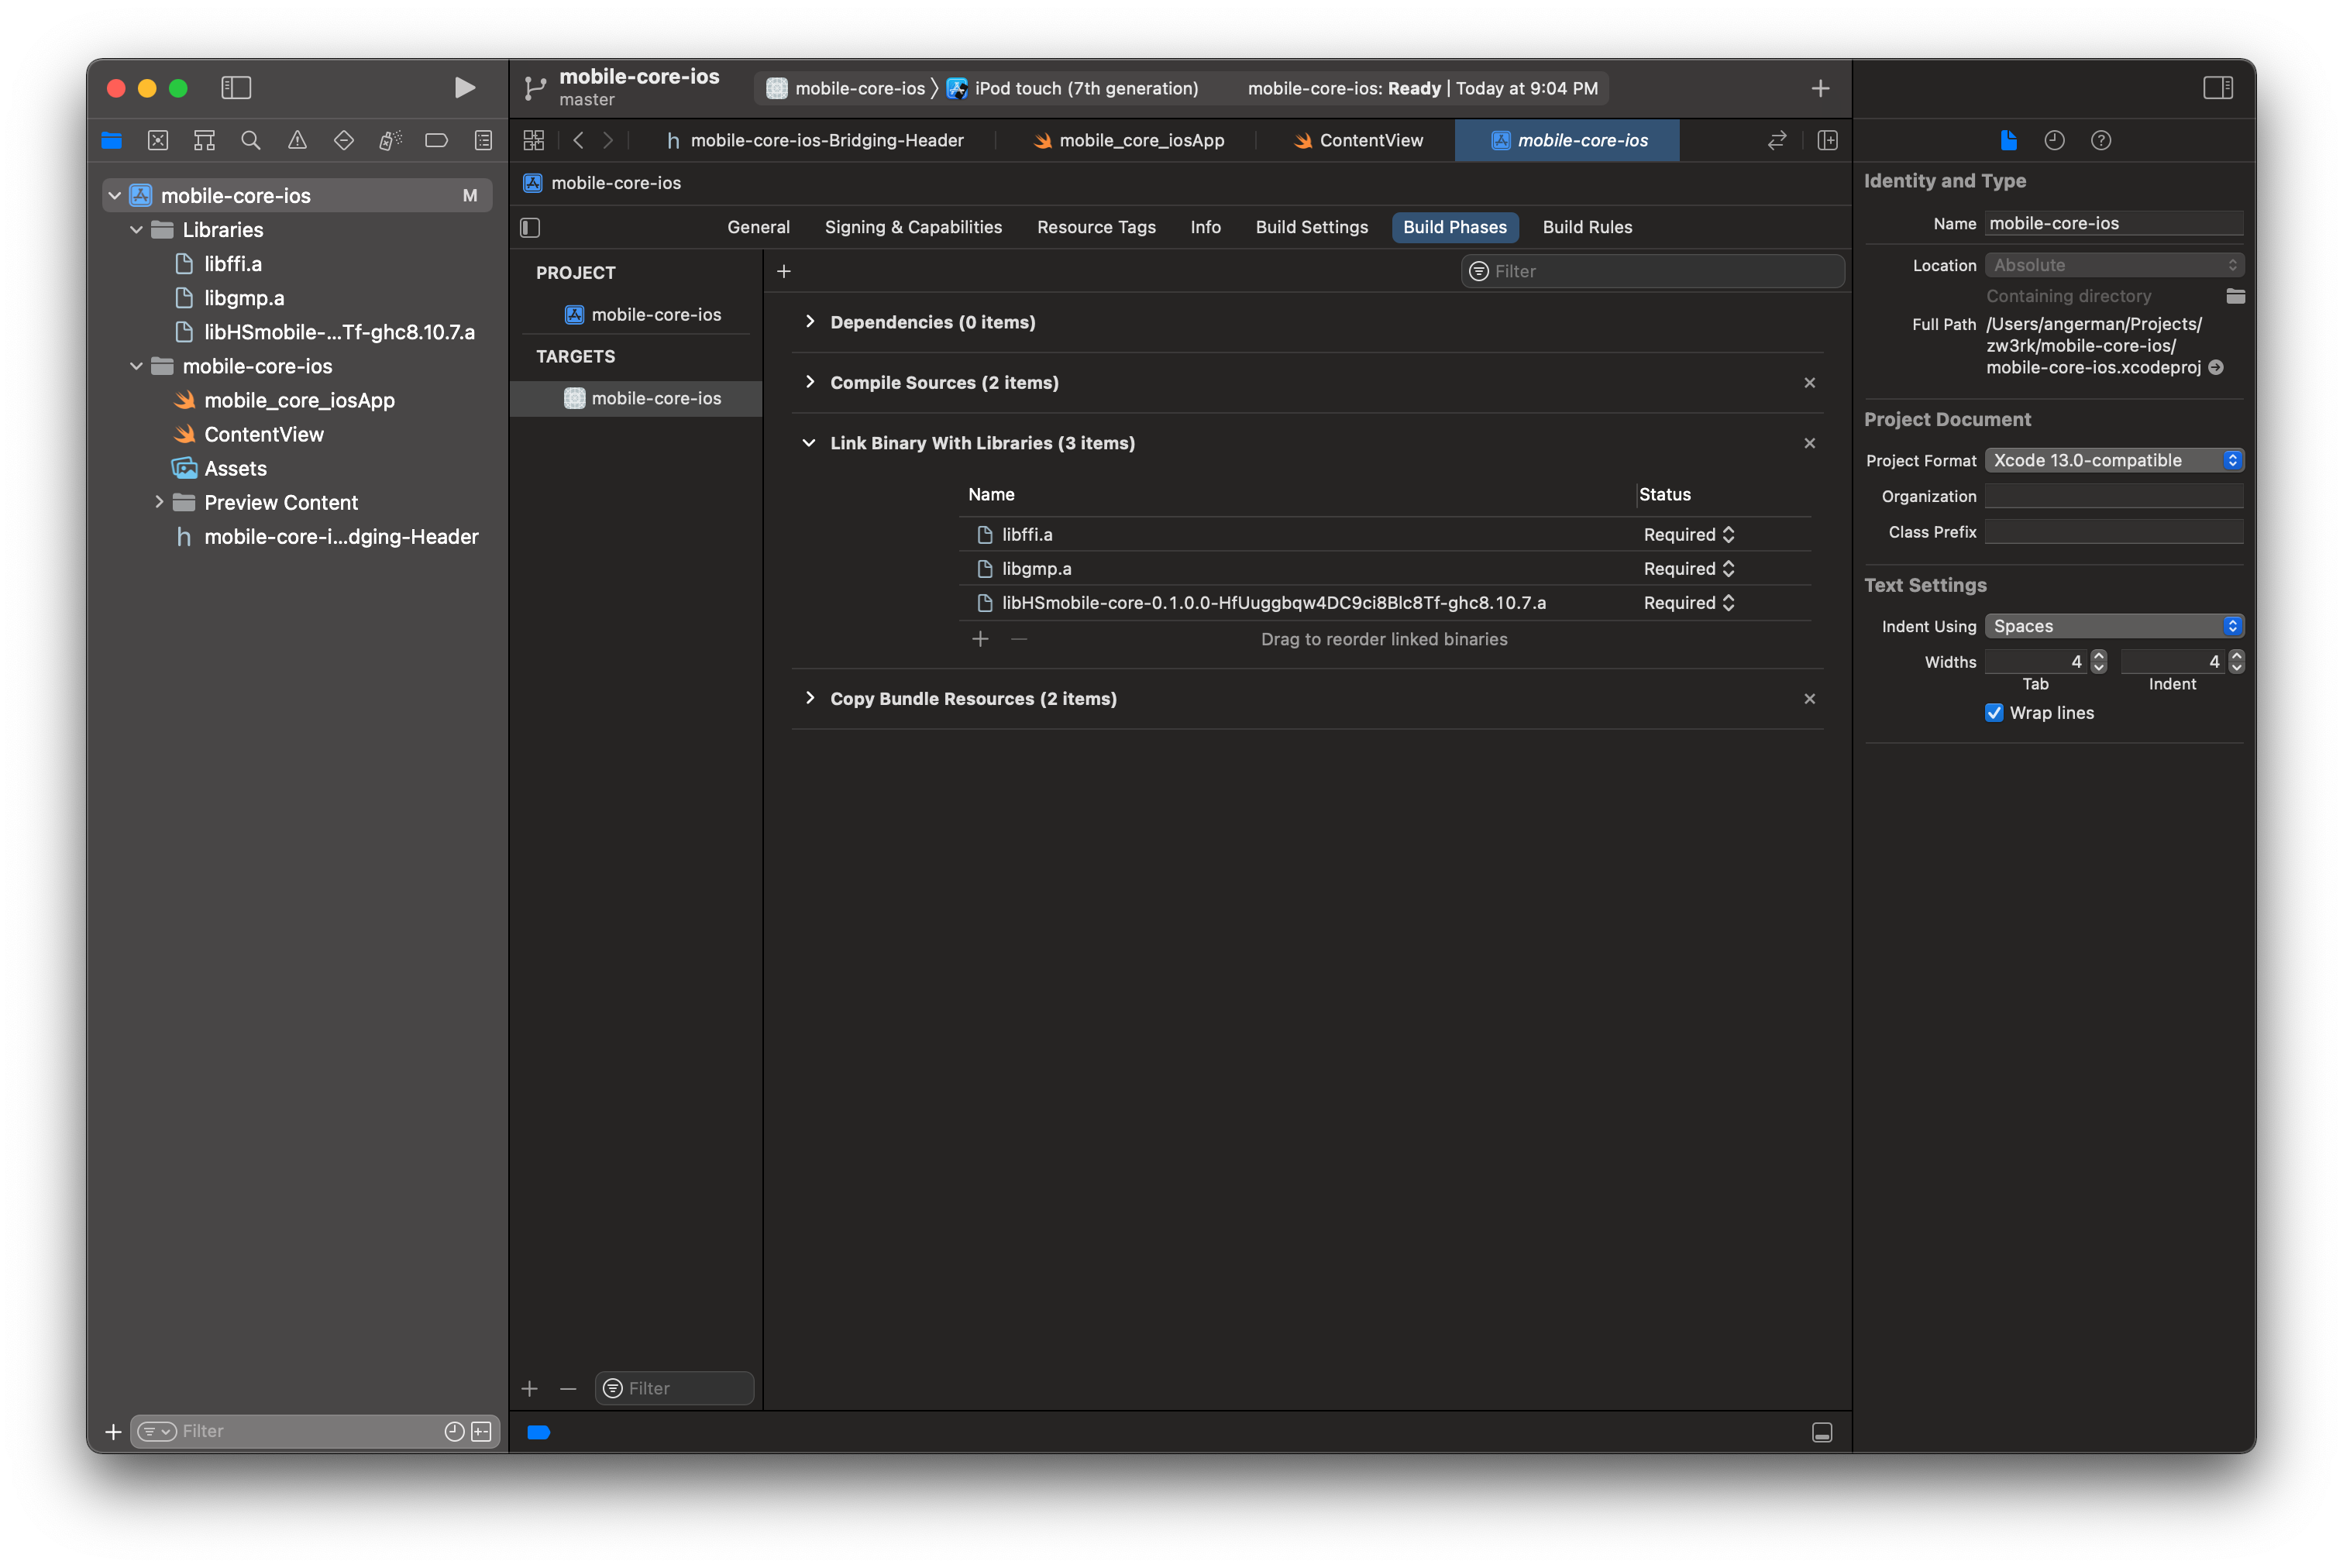 mobile-core-ios
master
mobile-core-ios
iPod touch (7th generation)
mobile-core-ios: Ready | Today at 9:04 PM
mobile-core-ios M
Libraries
libffi.a
libgmp.a
libHSmobile-...Tf-ghc8.10.7.a
mobile-core-ios
mobile_core_iosApp
ContentView
Assets
Preview Content
h mobile-core-i...dging-Header
Filter
h mobile-core-ios-Bridging-Header
mobile_core_iosApp
ContentView
mobile-core-ios
mobile-core-ios
General
Signing & Capabilities
Resource Tags
Info
Build Settings
Build Phases
Build Rules
PROJECT
mobile-core-ios
TARGETS
mobile-core-ios
Filter
Filter
Dependencies (0 items)
Compile Sources (2 items)
Link Binary With Libraries (3 items)
Name Status
libffi.a Required
libgmp.a Required
libHSmobile-core-0.1.0.0-HfUuggbqw4DC9ci8Blc8Tf-ghc8.10.7.a Required
Drag to reorder linked binaries
Copy Bundle Resources (2 items)
Identity and Type
Name mobile-core-ios
Location Absolute
Containing directory
Full Path /Users/angerman/Projects/
zw3rk/mobile-core-ios/
mobile-core-ios.xcodeproj
Project Document
Project Format Xcode 13.0-compatible
Organization
Class Prefix
Text Settings
Indent Using Spaces
Widths 4 4
Tab Indent
Wrap lines